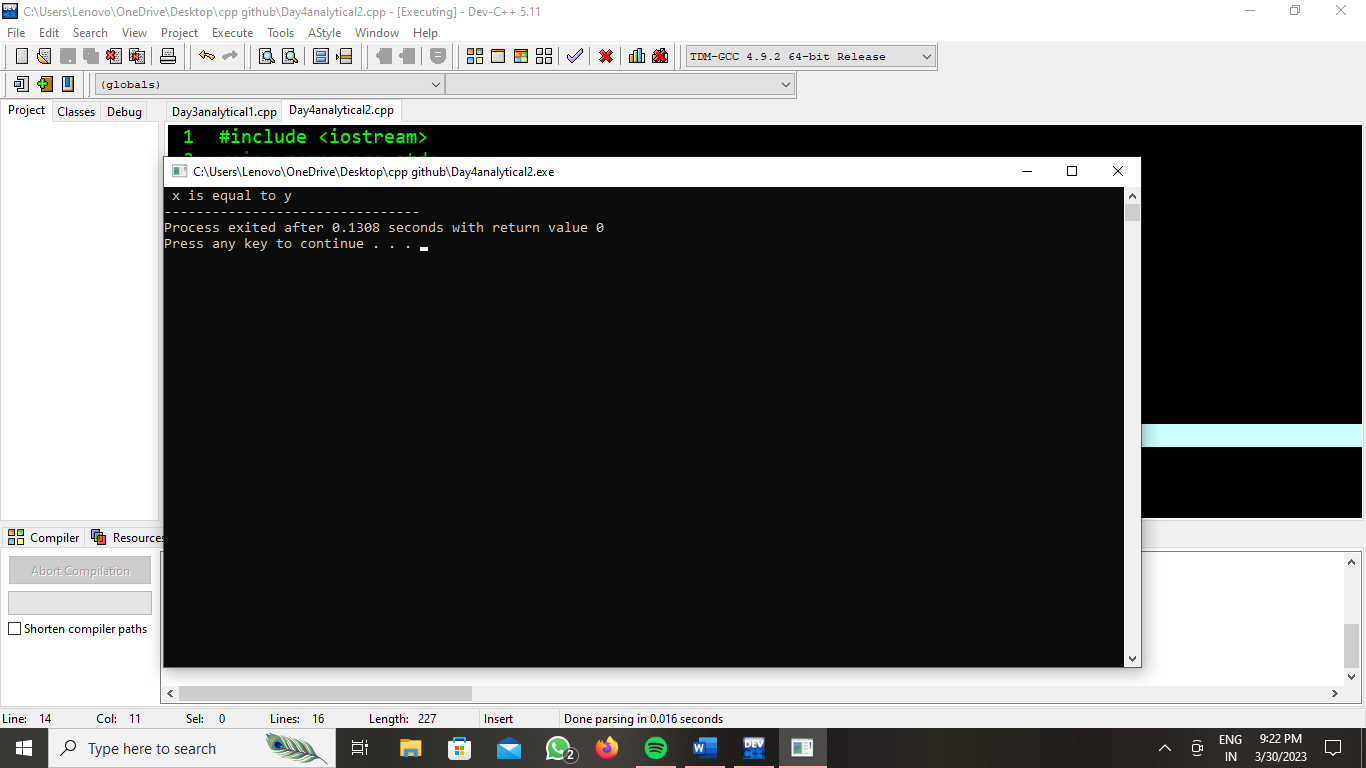 C:\Users\Lenovo\OneDrive\Desktop\cpp github\Day4analytical2.cpp - [Executing] - Dev-C++ 5.11
File Edit Search View Project Execute Tools AStyle Window Help
TDM-GCC 4.9.2 64-bit Release
(globals)
Project Classes Debug Day3analytical1.cpp Day4analytical2.cpp
1 #include <iostream>
C:\Users\Lenovo\OneDrive\Desktop\cpp github\Day4analytical2.exe
x is equal to y
--------------------------------
Process exited after 0.1308 seconds with return value 0
Press any key to continue . . .
Compiler Resources
Abort Compilation
Shorten compiler paths
Line: 14 Col: 11 Sel: 0 Lines: 16 Length: 227 Insert Done parsing in 0.016 seconds
Type here to search 2 W DEV ENG 9:22 PM
IN 3/30/2023